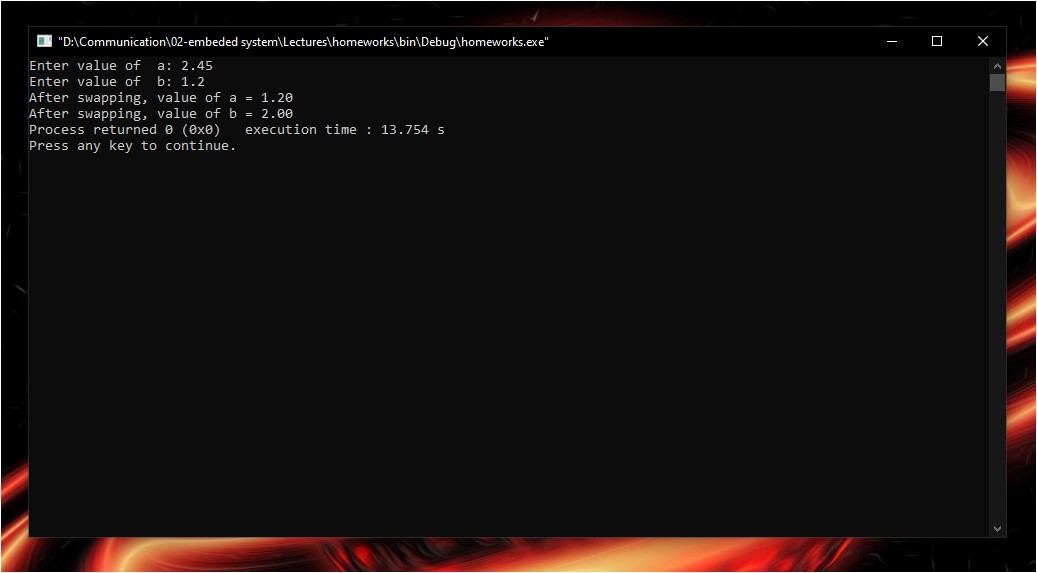 "D:\Communication\02-embeded system\Lectures\homeworks\bin\Debug\homeworks.exe"
Enter value of  a: 2.45
Enter value of  b: 1.2
After swapping, value of a = 1.20
After swapping, value of b = 2.00
Process returned 0 (0x0)   execution time : 13.754 s
Press any key to continue.